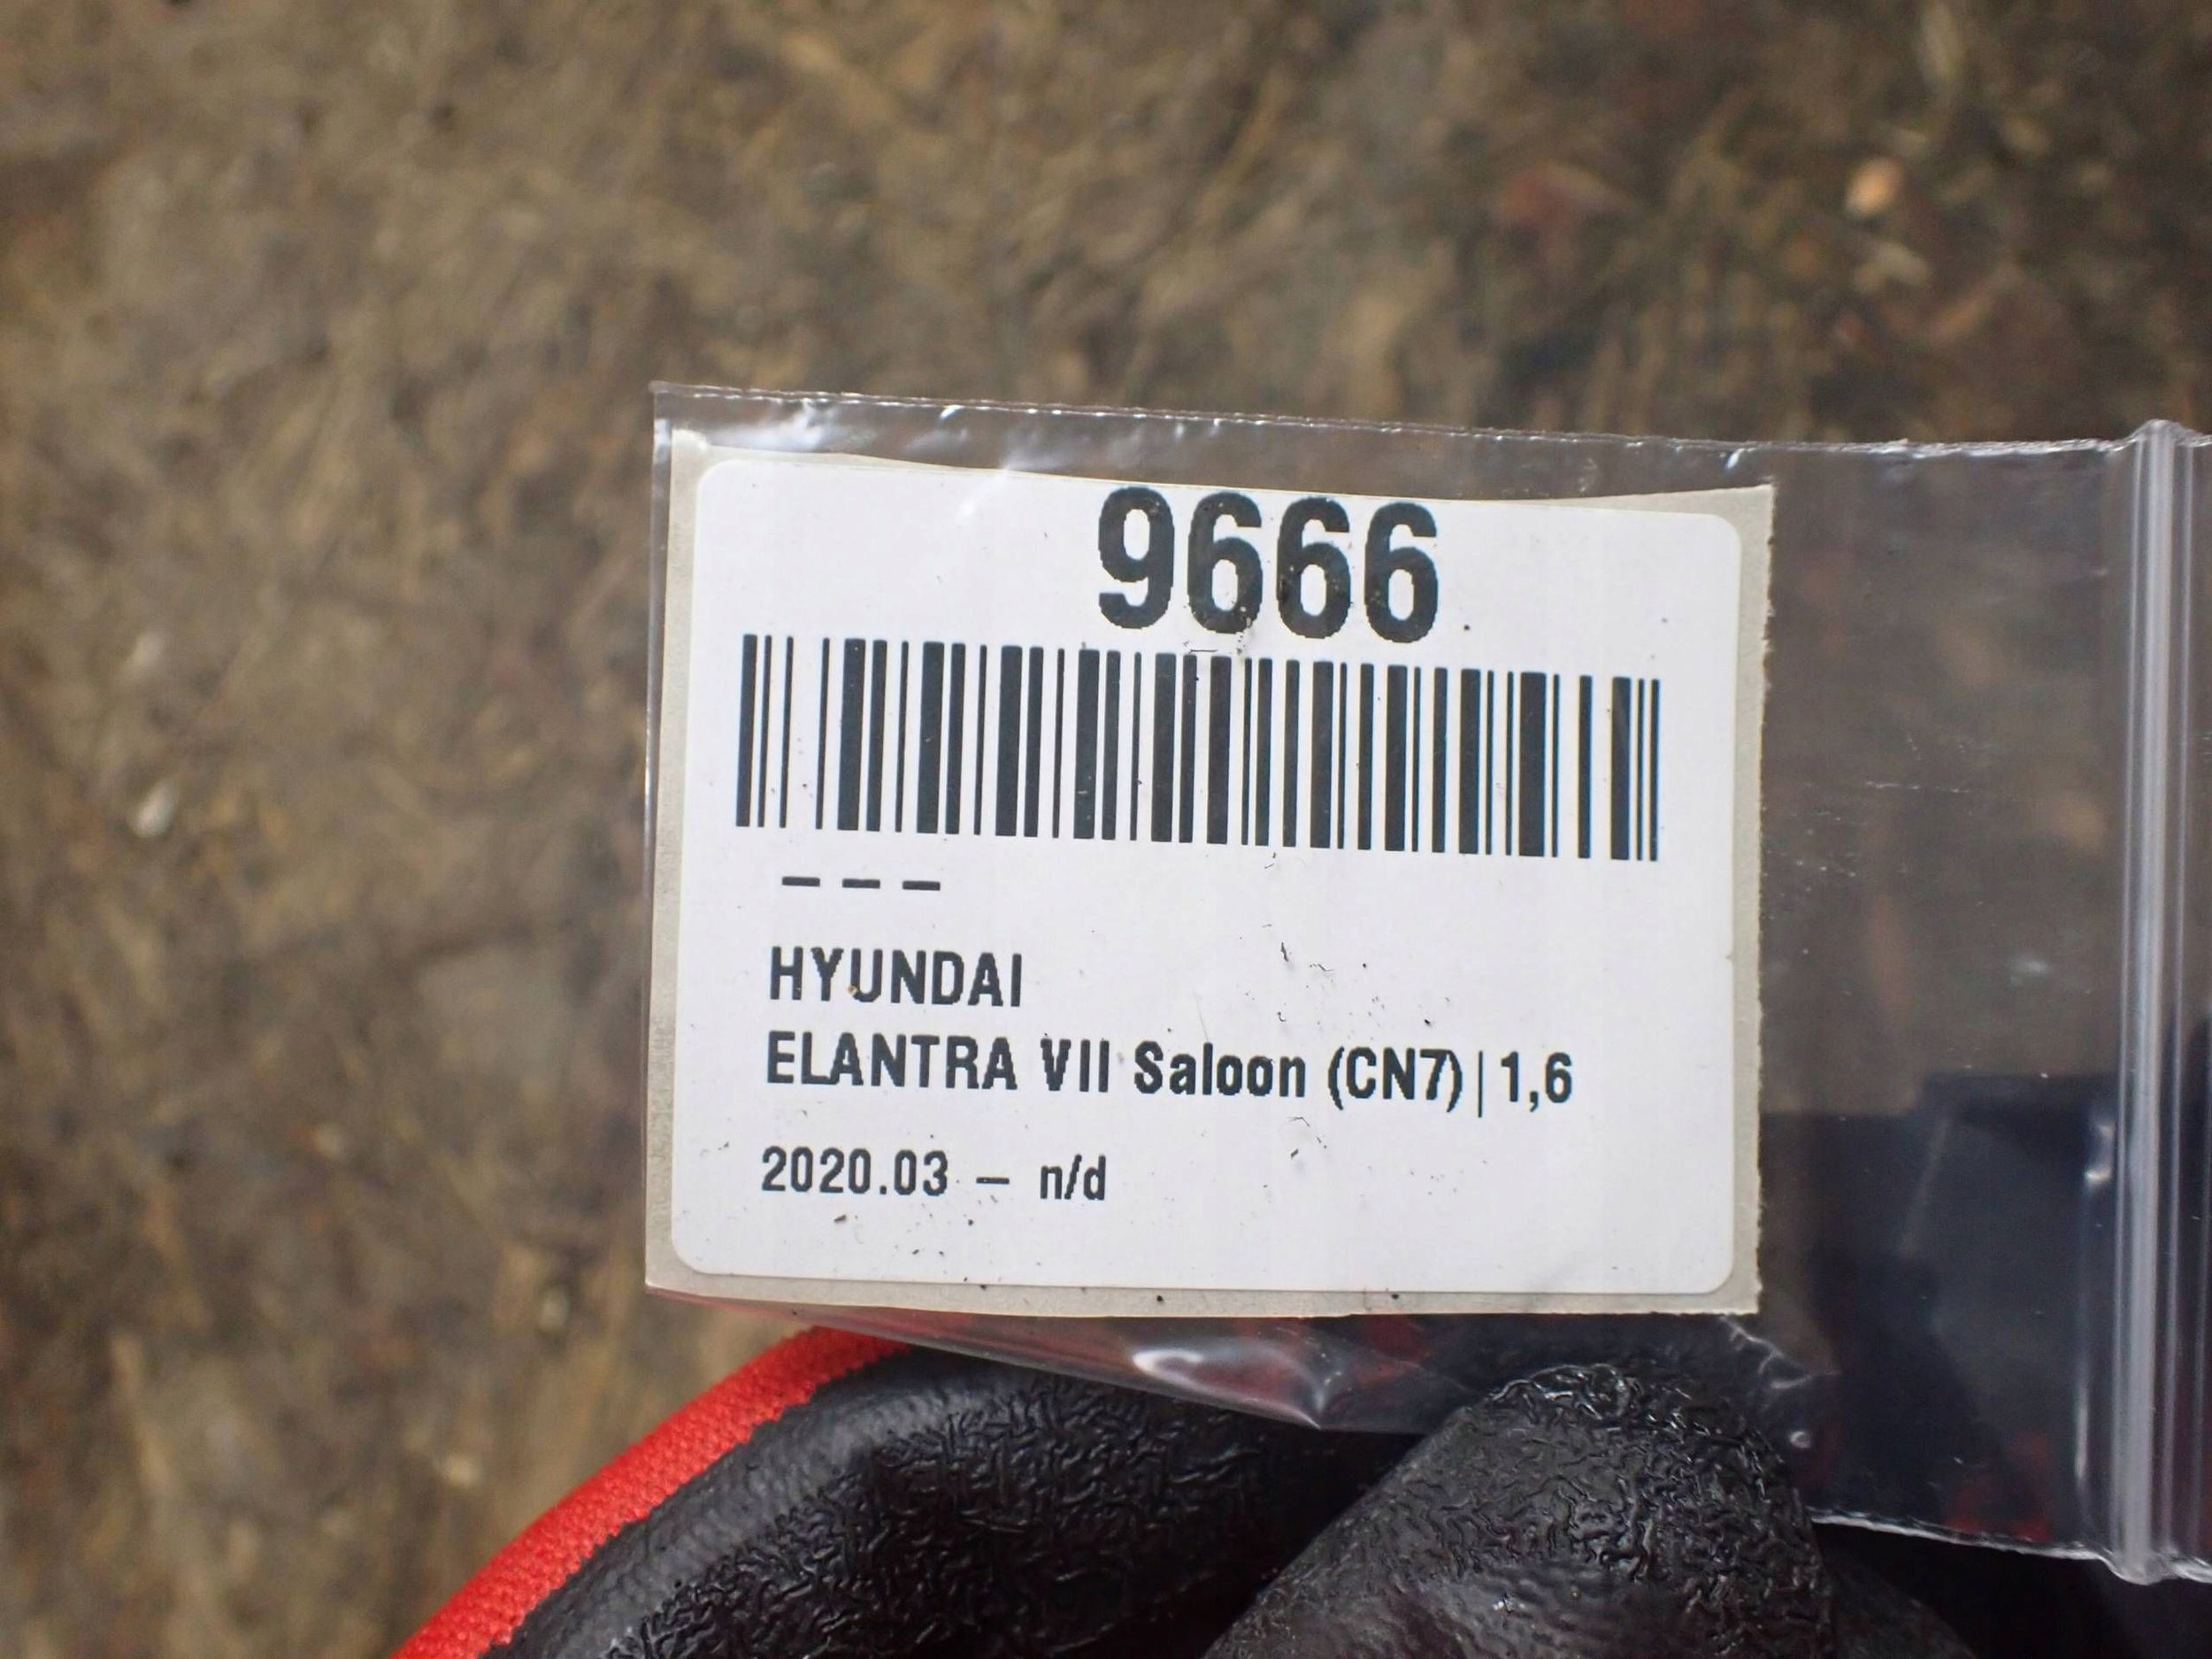 9666
– – –
HYUNDAI
ELANTRA VII Saloon (CN7) | 1,6
2020.03 – n/d